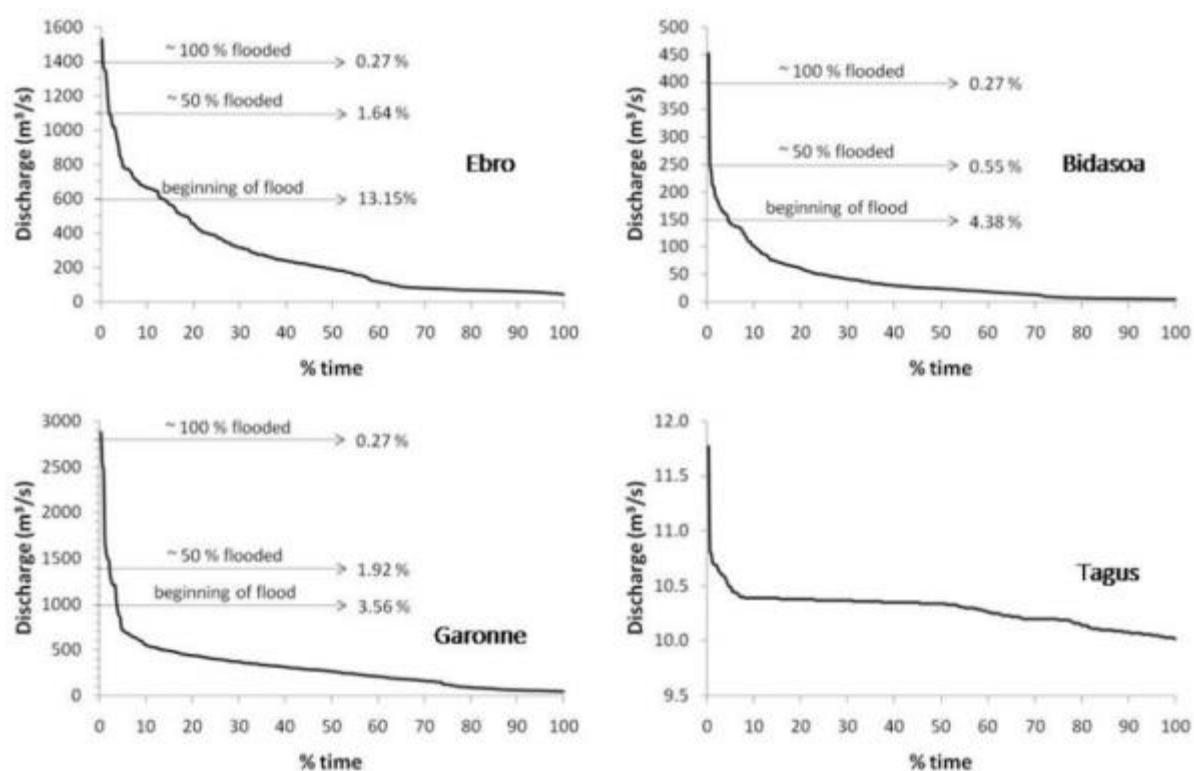 1600
1400
1200
1000
800
600
400
200
0
Discharge (m³/s)
~ 100 % flooded
0.27 %
~ 50 % flooded
1.64 %
beginning of flood
13.15%
Ebro
0 10 20 30 40 50 60 70 80 90 100
% time
500
450
400
350
300
250
200
150
100
50
0
Discharge (m³/s)
~ 100 % flooded
0.27 %
~ 50 % flooded
0.55 %
beginning of flood
4.38 %
Bidasoa
0 10 20 30 40 50 60 70 80 90 100
% time
3000
2500
2000
1500
1000
500
0
Discharge (m³/s)
~ 100 % flooded
0.27 %
~ 50 % flooded
1.92 %
beginning of flood
3.56 %
Garonne
0 10 20 30 40 50 60 70 80 90 100
% time
12.0
11.5
11.0
10.5
10.0
9.5
Discharge (m³/s)
Tagus
0 10 20 30 40 50 60 70 80 90 100
% time